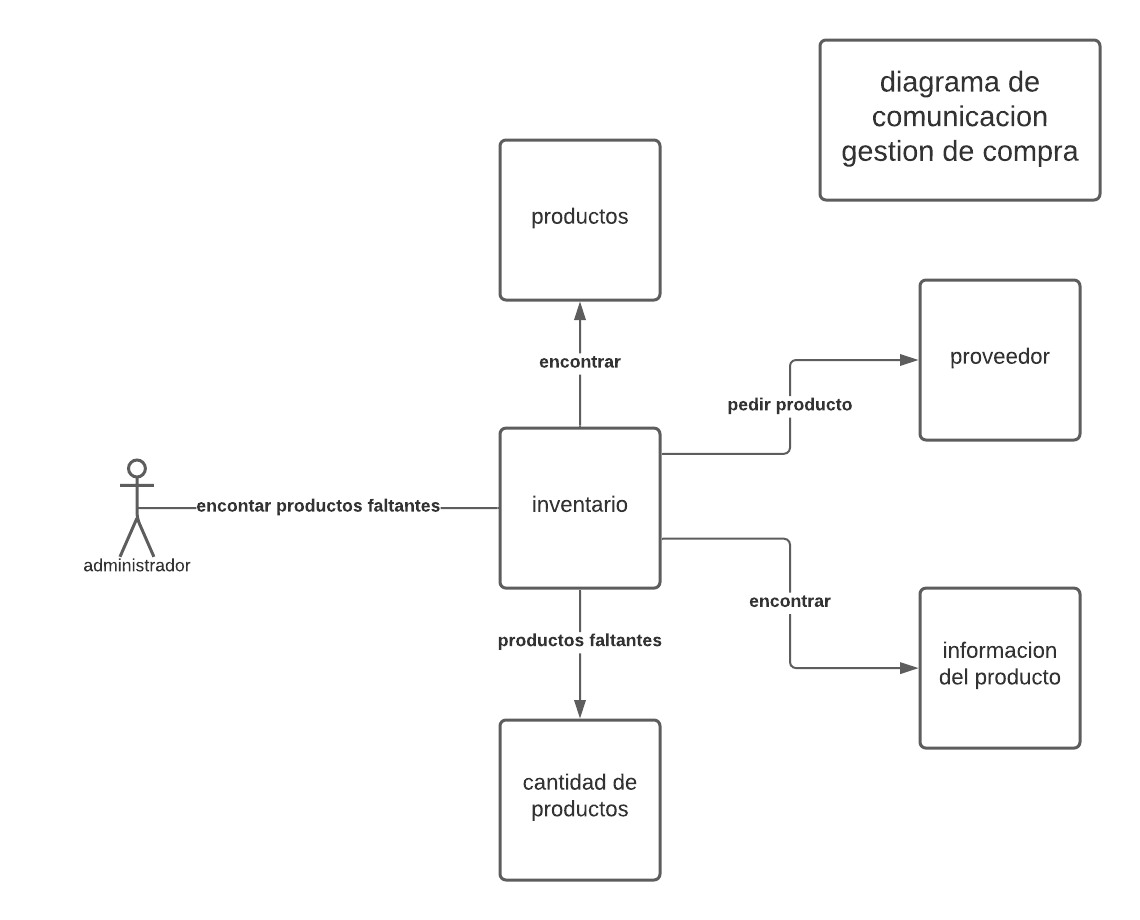 diagrama de
comunicacion
gestion de compra
productos
encontrar
proveedor
pedir producto
administrador
encontar productos faltantes
inventario
encontrar
informacion
del producto
productos faltantes
cantidad de
productos